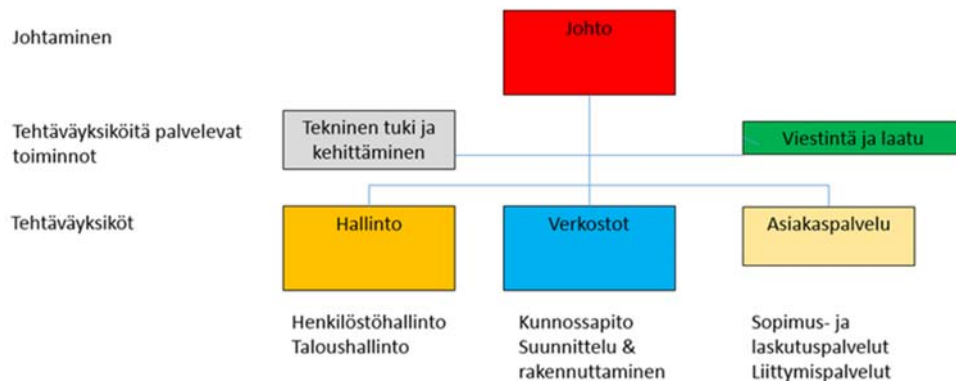 Johtaminen
Johto
Tehtäväyksiköitä palvelevat
toiminnot
Tekninen tuki ja
kehittäminen
Viestintä ja laatu
Tehtäväyksiköt
Hallinto
Verkostot
Asiakaspalvelu
Henkilöstöhallinto
Taloushallinto
Kunnossapito
Suunnittelu &
rakennuttaminen
Sopimus- ja
laskutuspalvelut
Liittymispalvelut